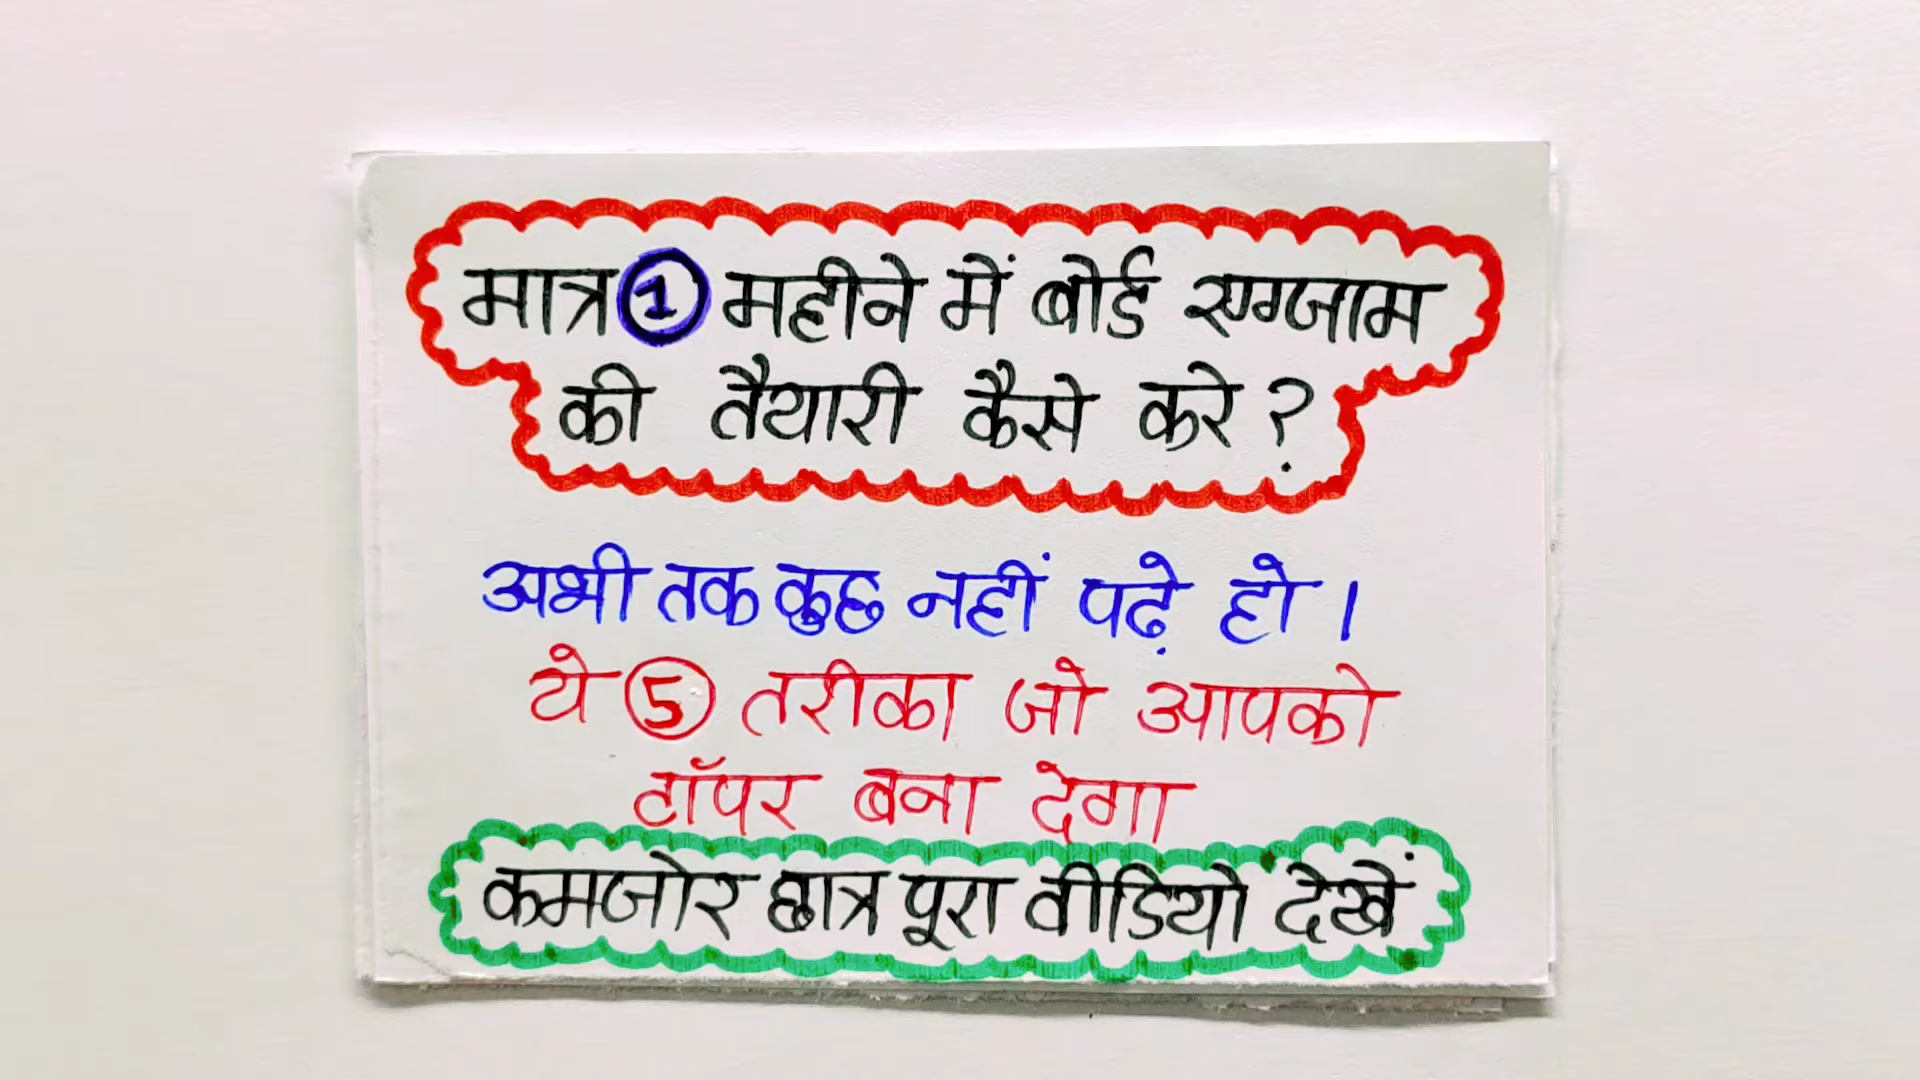 मात्र 1 महीने में बोर्ड एग्जाम
की तैयारी कैसे करे ?
अभी तक कुछ नहीं पढ़े हो ।
ये 5 तरीका जो आपको
टॉपर बना देगा
कमजोर छात्र पूरा वीडियो देखें